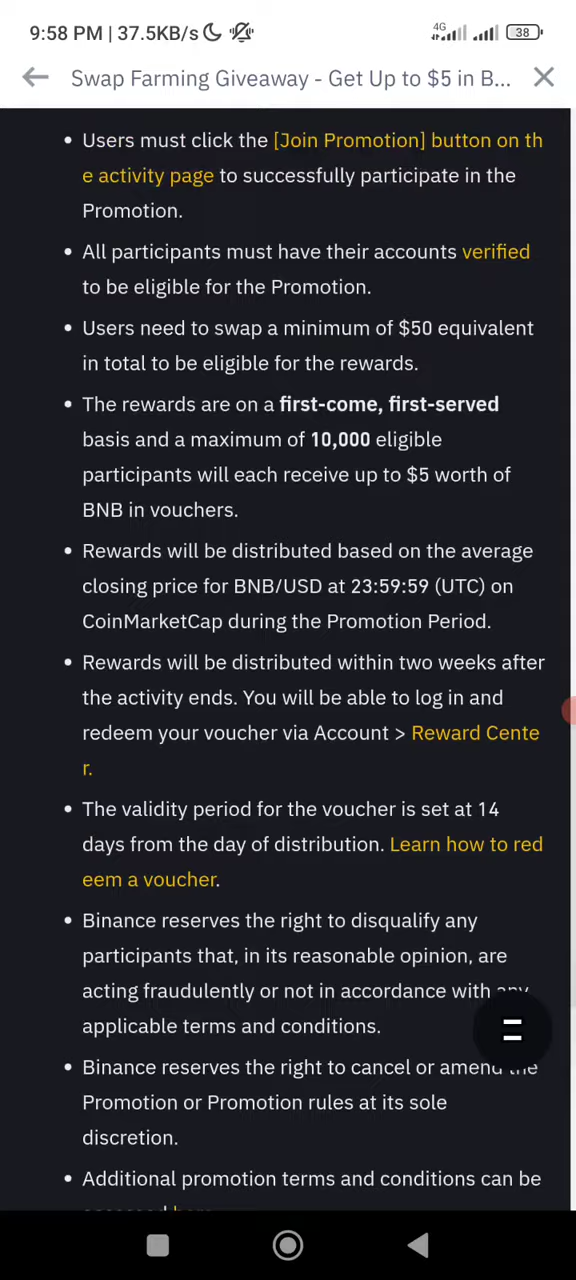 9:58 PM | 37.5KB/s
4G
38
Swap Farming Giveaway - Get Up to $5 in B...
• Users must click the [Join Promotion] button on th
e activity page to successfully participate in the
Promotion.
• All participants must have their accounts verified
to be eligible for the Promotion.
• Users need to swap a minimum of $50 equivalent
in total to be eligible for the rewards.
• The rewards are on a first-come, first-served
basis and a maximum of 10,000 eligible
participants will each receive up to $5 worth of
BNB in vouchers.
• Rewards will be distributed based on the average
closing price for BNB/USD at 23:59:59 (UTC) on
CoinMarketCap during the Promotion Period.
• Rewards will be distributed within two weeks after
the activity ends. You will be able to log in and
redeem your voucher via Account > Reward Cente
r.
• The validity period for the voucher is set at 14
days from the day of distribution. Learn how to red
eem a voucher.
• Binance reserves the right to disqualify any
participants that, in its reasonable opinion, are
acting fraudulently or not in accordance with any
applicable terms and conditions.
• Binance reserves the right to cancel or amend the
Promotion or Promotion rules at its sole
discretion.
• Additional promotion terms and conditions can be